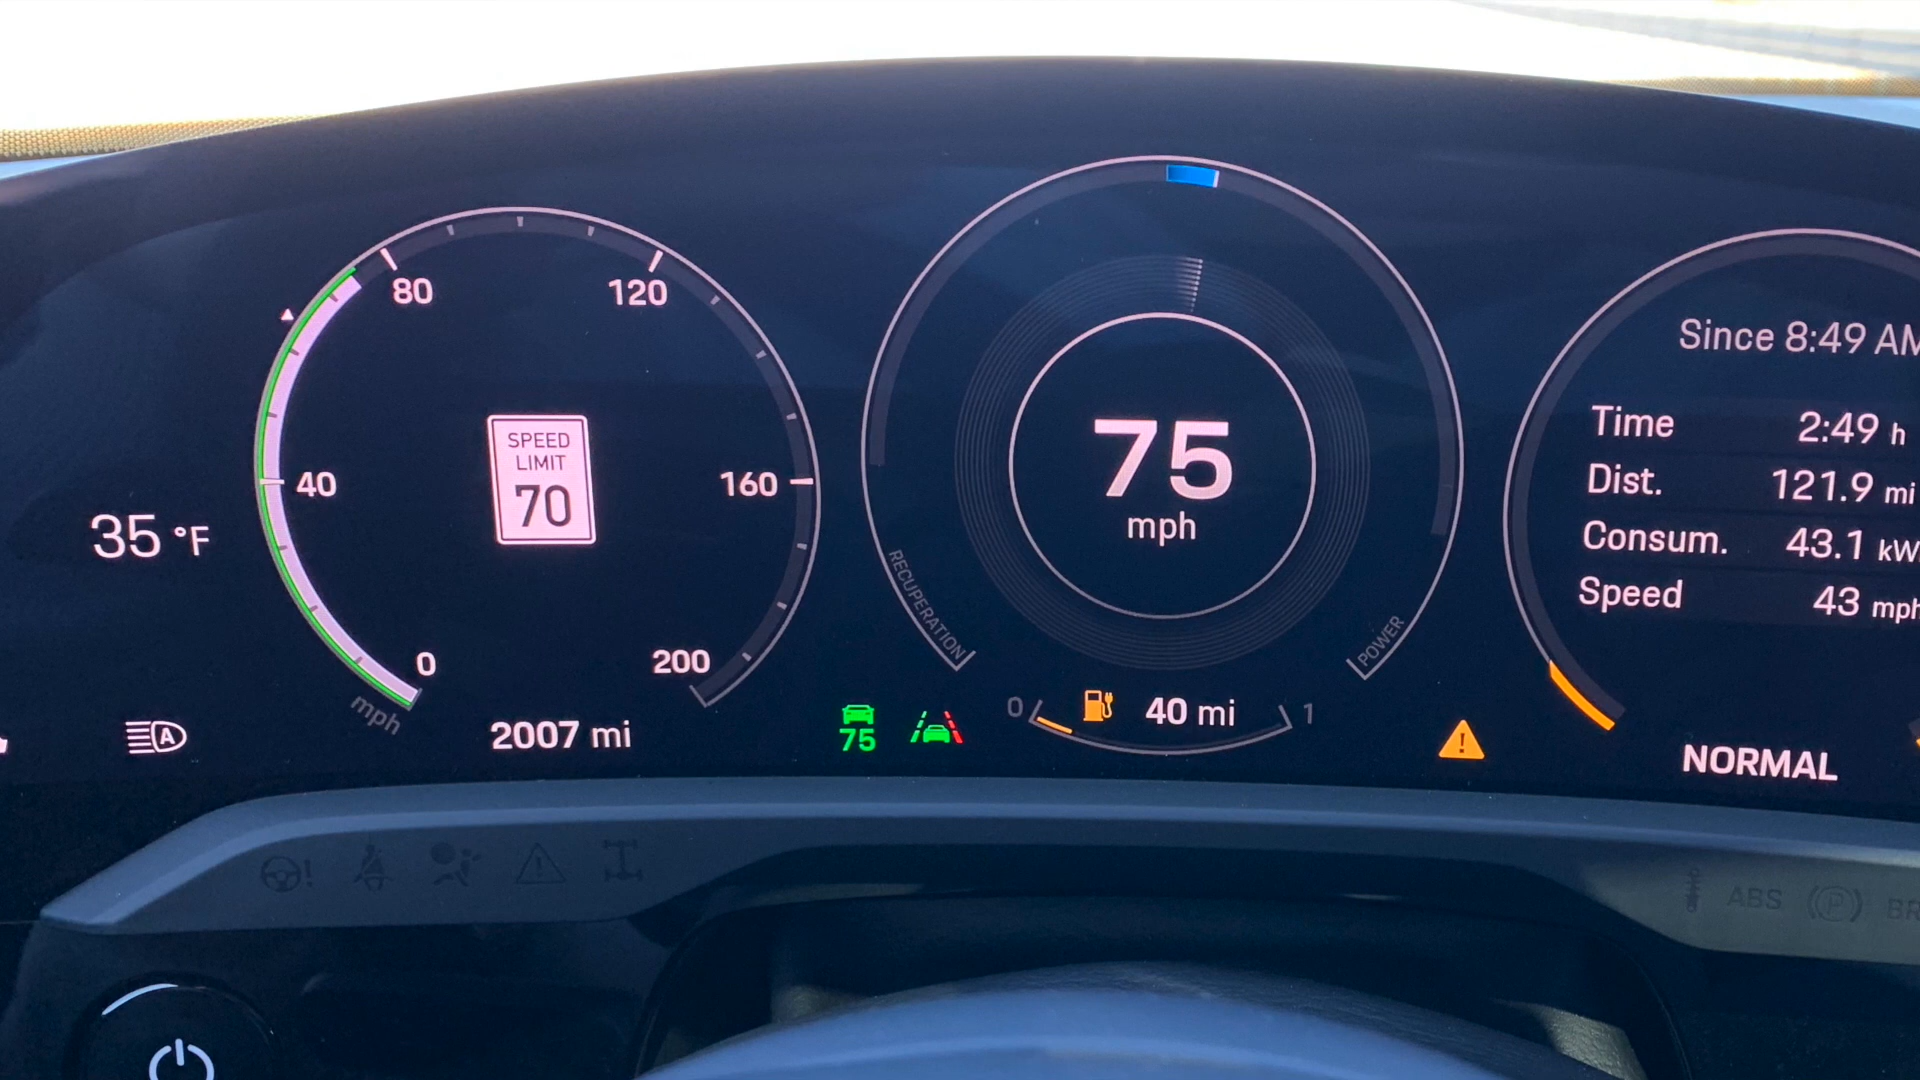 80
120
40
160
0
200
mph
SPEED
LIMIT
70
35 °F
A
2007 mi
75
mph
RECUPERATION
POWER
75
0
40 mi
1
Since 8:49 AM
Time 2:49 h
Dist. 121.9 mi
Consum. 43.1 kW
Speed 43 mph
NORMAL
ABS
P
BR